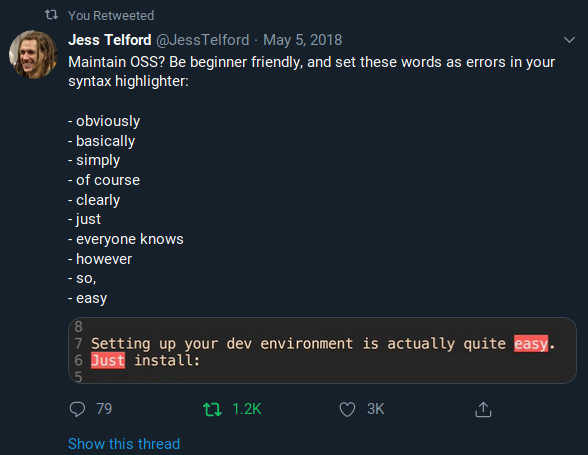 You Retweeted
Jess Telford @JessTelford · May 5, 2018
Maintain OSS? Be beginner friendly, and set these words as errors in your
syntax highlighter:
- obviously
- basically
- simply
- of course
- clearly
- just
- everyone knows
- however
- so,
- easy
8
7 Setting up your dev environment is actually quite easy.
6 Just install:
5
79 1.2K 3K
Show this thread